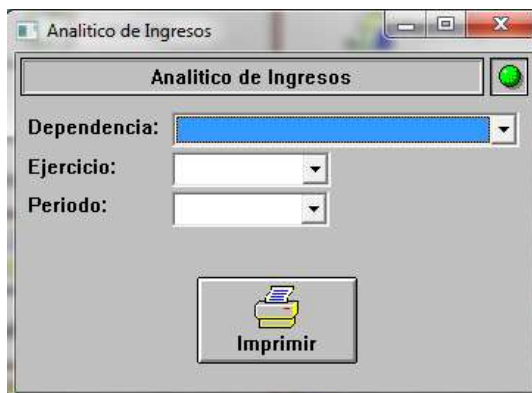 Analitico de Ingresos
Analitico de Ingresos
Dependencia:
Ejercicio:
Periodo:
Imprimir